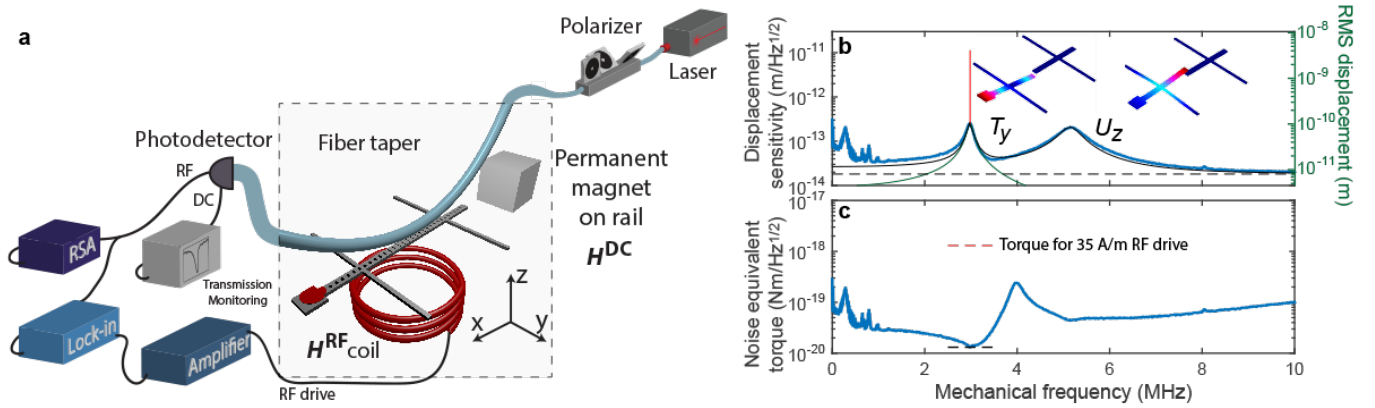 a
Polarizer
Laser
Photodetector
RF
DC
Fiber taper
Permanent
magnet
on rail
H^DC
RSA
Transmission
Monitoring
Lock-in
Amplifier
H^RF coil
RF drive
z
x
y
b
Displacement
sensitivity (m/Hz^1/2)
10^-11
10^-12
10^-13
10^-14
T_y
U_z
10^-8
10^-9
10^-10
10^-11
RMS displacement (m)
c
Noise equivalent
torque (Nm/Hz^1/2)
10^-17
10^-18
10^-19
10^-20
Torque for 35 A/m RF drive
0 2 4 6 8 10
Mechanical frequency (MHz)